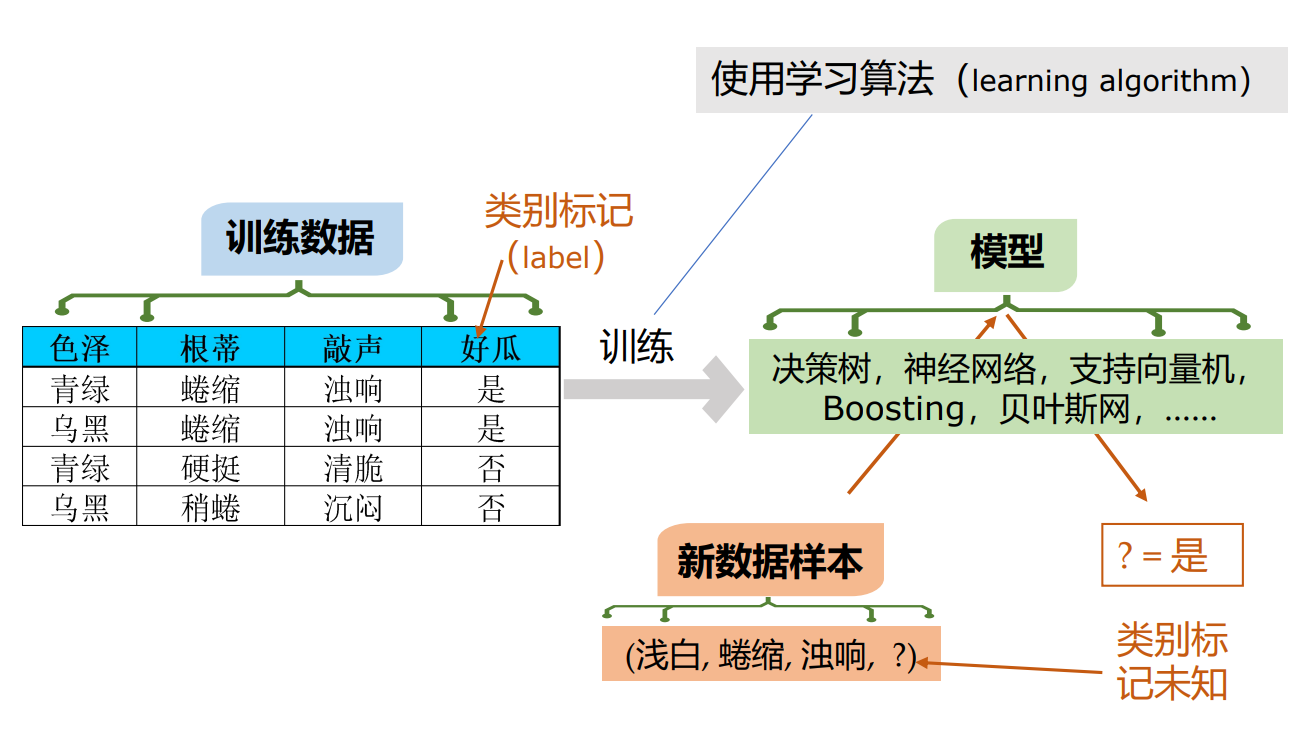 使用学习算法（learning algorithm）
类别标记
（label）
训练数据
模型
色泽 根蒂 敲声 好瓜
青绿 蜷缩 浊响 是
乌黑 蜷缩 浊响 是
青绿 硬挺 清脆 否
乌黑 稍蜷 沉闷 否
训练
决策树，神经网络，支持向量机，
Boosting，贝叶斯网，……
新数据样本
(浅白, 蜷缩, 浊响, ?)
? = 是
类别标
记未知